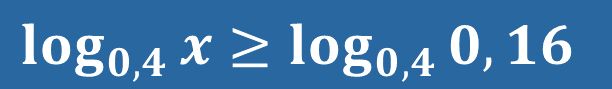 log₀,₄ x ≥ log₀,₄ 0, 16